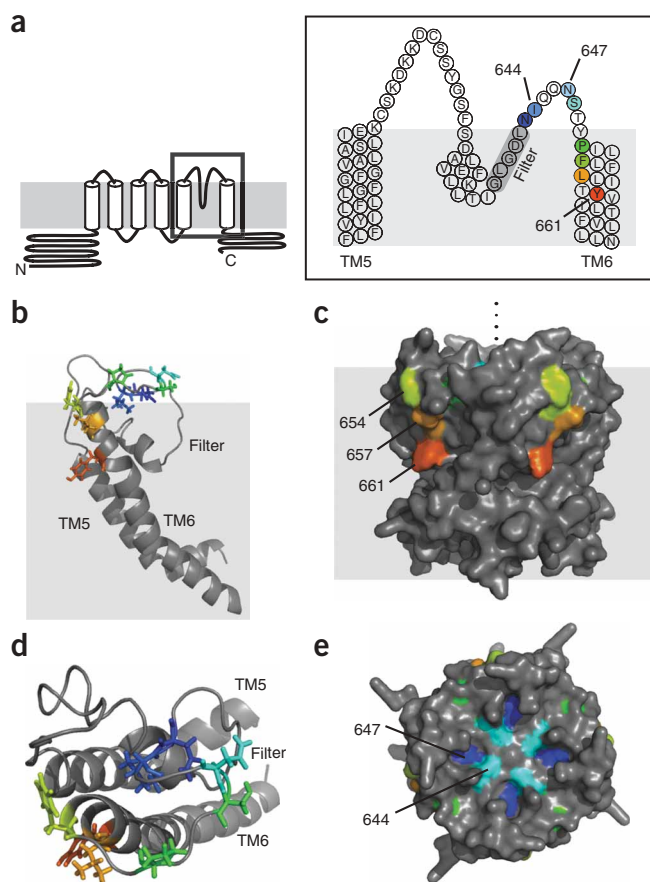 a
N
C
I
A
V
G
I
L
L
V
F
K C S K D K K D C S S Y G S F S D L
F
A E
V L E K
L T I G
L G D L N I Q Q N S T Y P F L
T Y
644
647
661
Filter
TM5
TM6
b
Filter
TM5
TM6
c
654
657
661
d
TM5
Filter
TM6
e
647
644